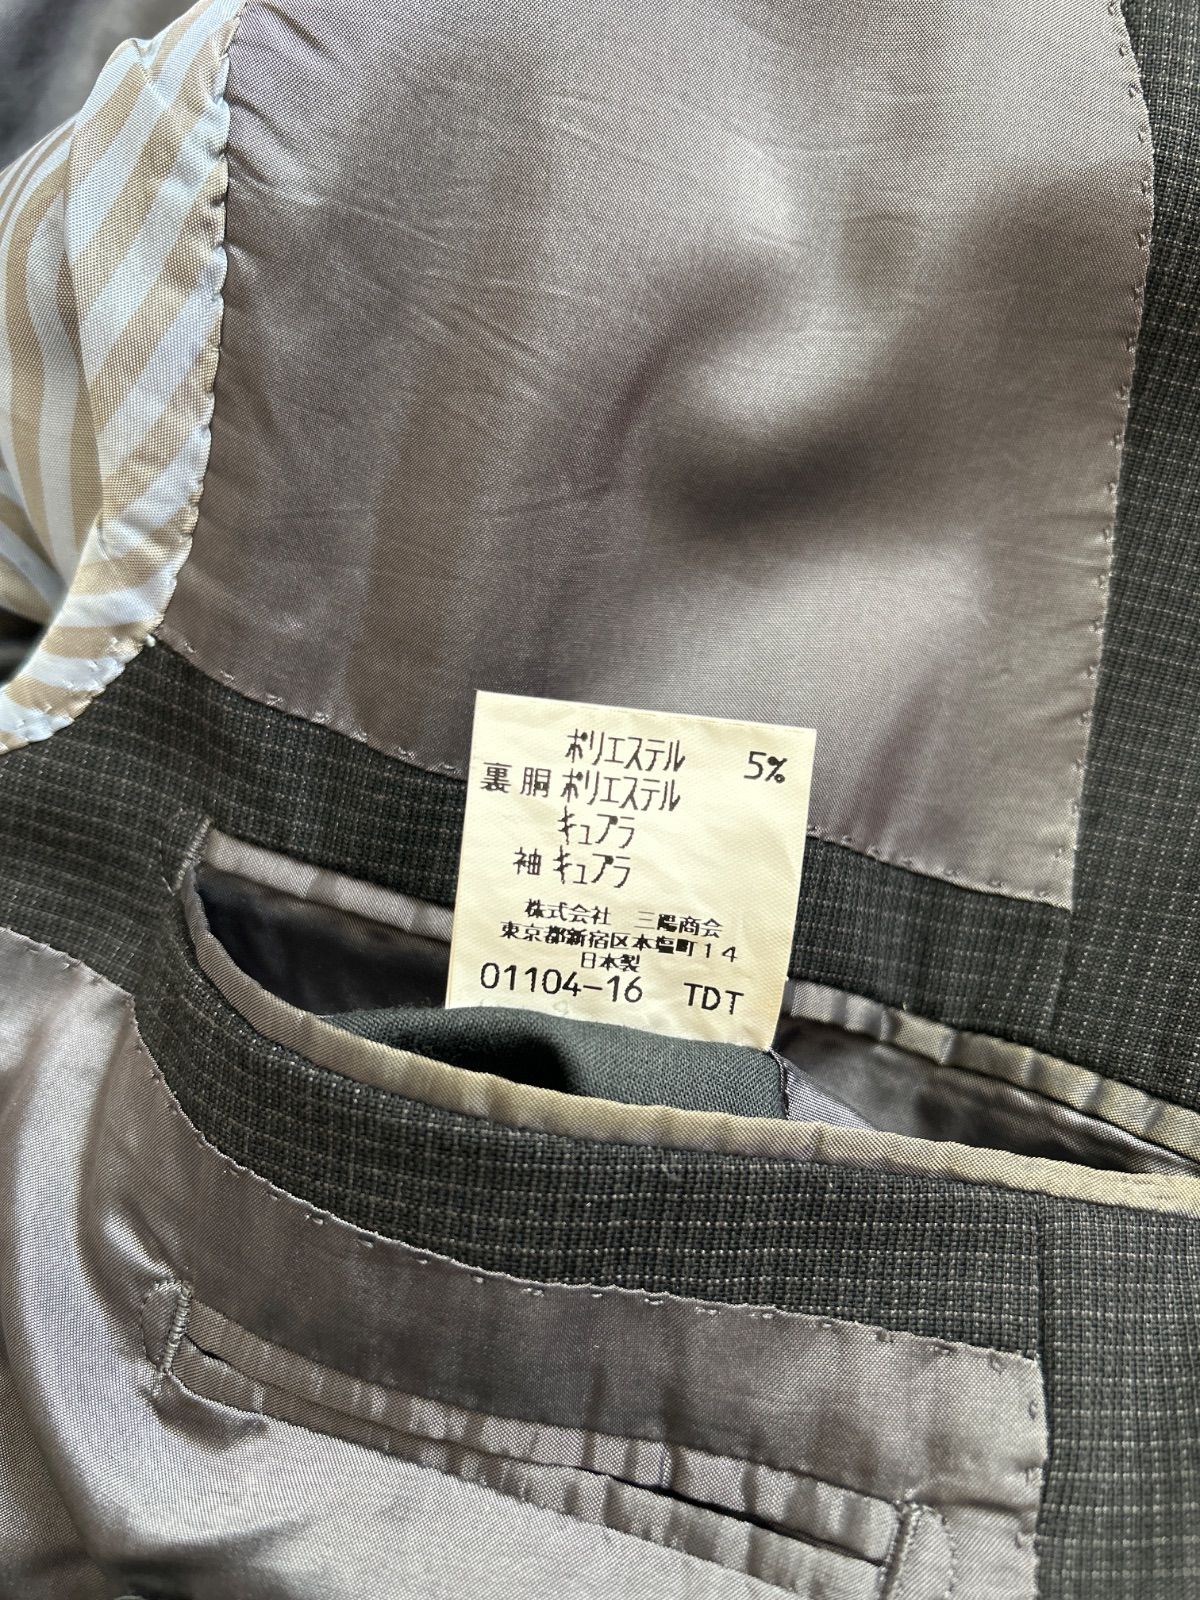 ポリエステル 5%
裏 胴 ポリエステル
キュプラ
袖 キュプラ
株式会社 三陽商会
東京都新宿区本塩町14
日本製
01104-16 TDT